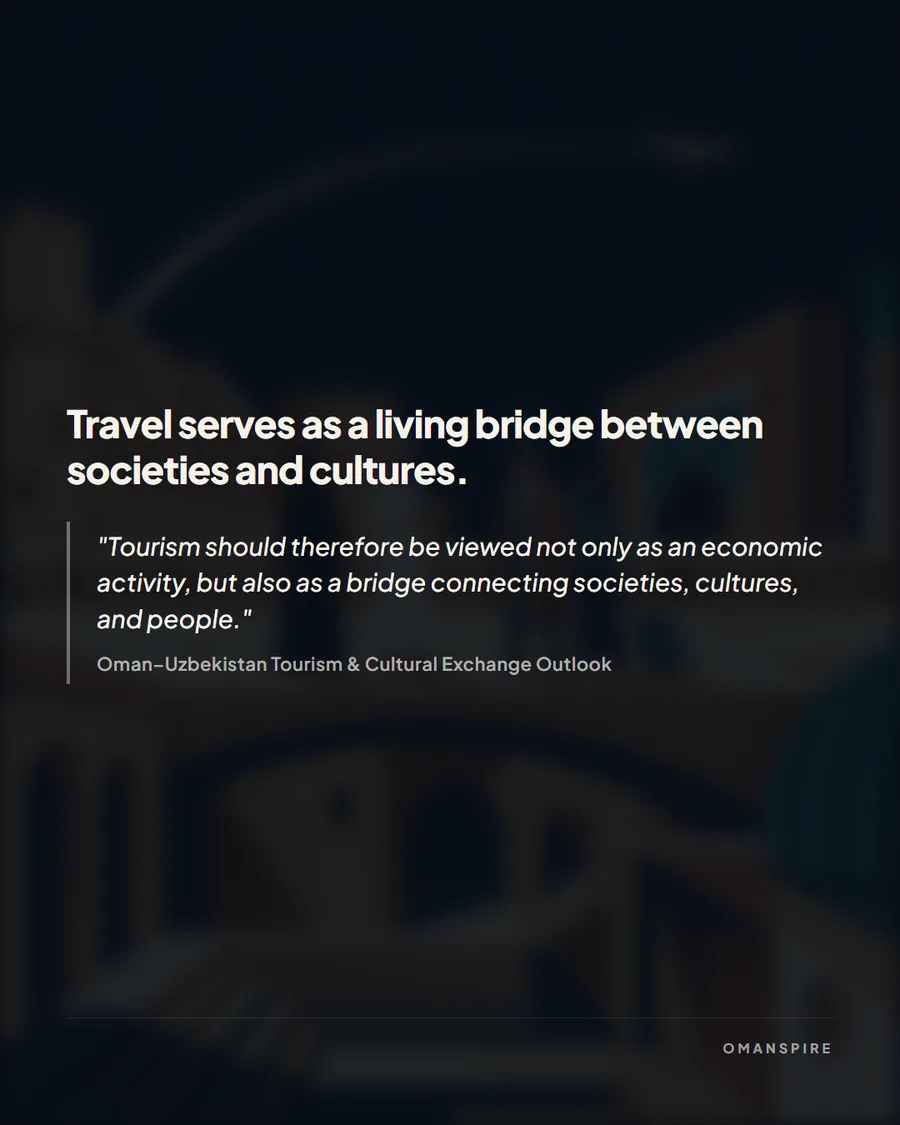 Travel serves as a living bridge between
societies and cultures.
"Tourism should therefore be viewed not only as an economic
activity, but also as a bridge connecting societies, cultures,
and people."
Oman–Uzbekistan Tourism & Cultural Exchange Outlook
OMANSPIRE